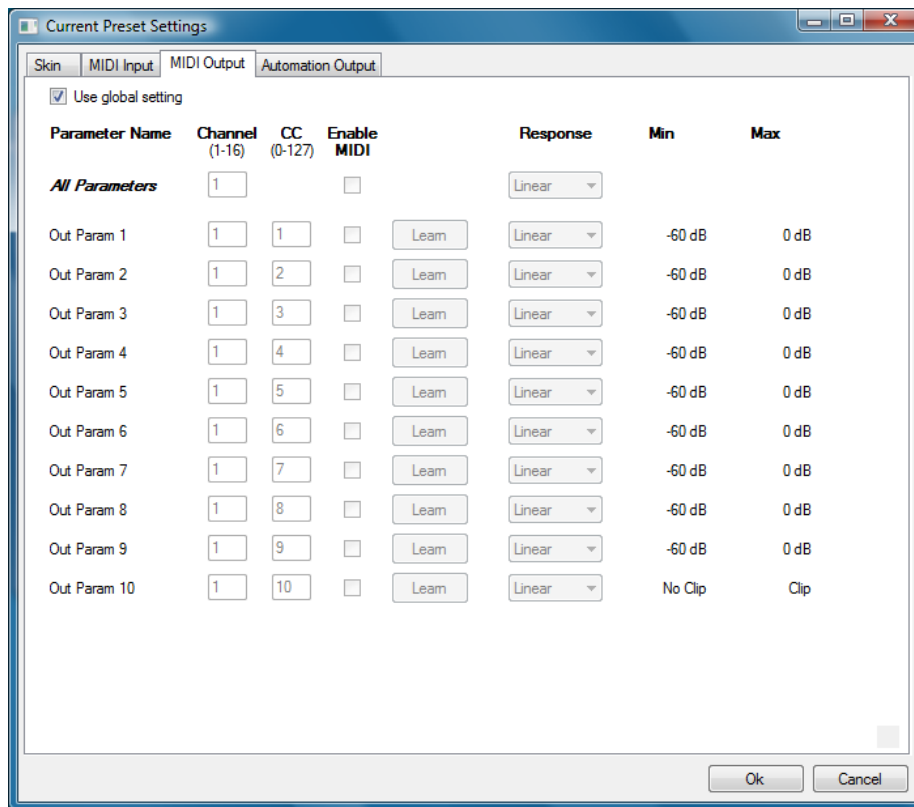 Current Preset Settings
Skin MIDI Input MIDI Output Automation Output
Use global setting
Parameter Name Channel CC Enable Response Min Max
(1-16) (0-127) MIDI
All Parameters 1 Linear
Out Param 1 1 1 Learn Linear -60 dB 0 dB
Out Param 2 1 2 Learn Linear -60 dB 0 dB
Out Param 3 1 3 Learn Linear -60 dB 0 dB
Out Param 4 1 4 Learn Linear -60 dB 0 dB
Out Param 5 1 5 Learn Linear -60 dB 0 dB
Out Param 6 1 6 Learn Linear -60 dB 0 dB
Out Param 7 1 7 Learn Linear -60 dB 0 dB
Out Param 8 1 8 Learn Linear -60 dB 0 dB
Out Param 9 1 9 Learn Linear -60 dB 0 dB
Out Param 10 1 10 Learn Linear No Clip Clip
Ok Cancel